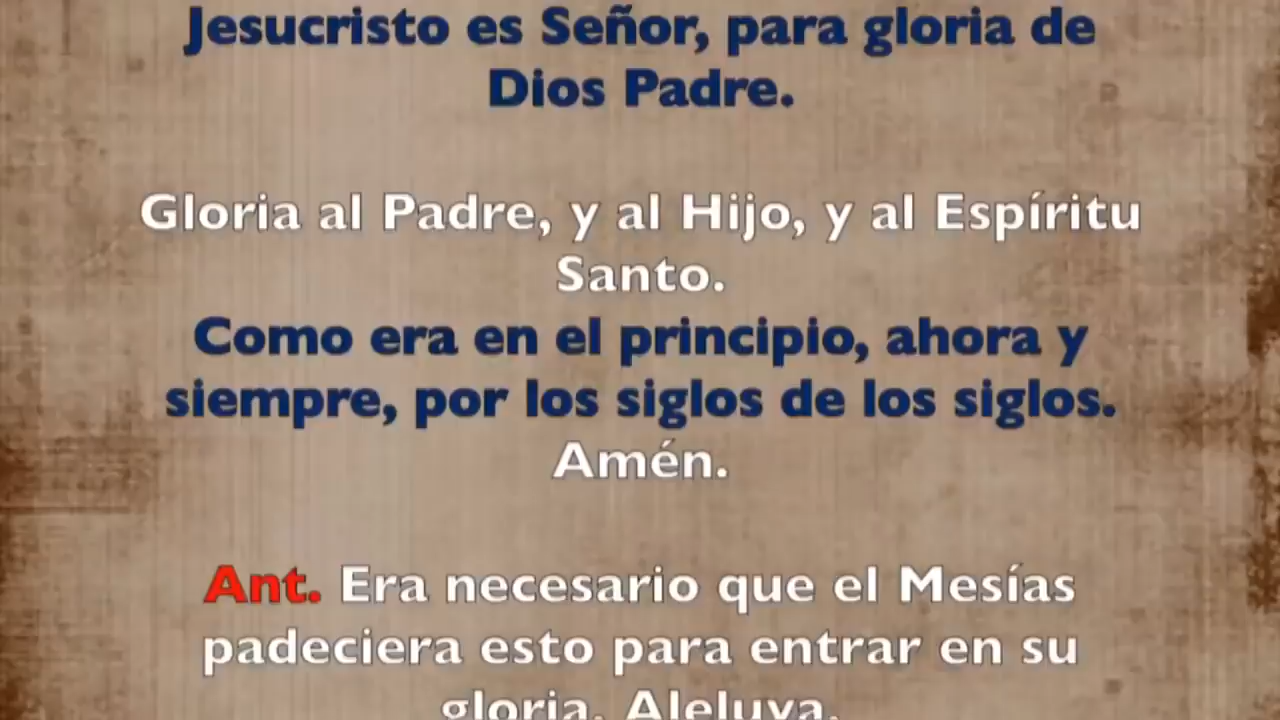 Jesucristo es Señor, para gloria de
Dios Padre.
Gloria al Padre, y al Hijo, y al Espíritu
Santo.
Como era en el principio, ahora y
siempre, por los siglos de los siglos.
Amén.
Ant. Era necesario que el Mesías
padeciera esto para entrar en su
gloria. Aleluya.